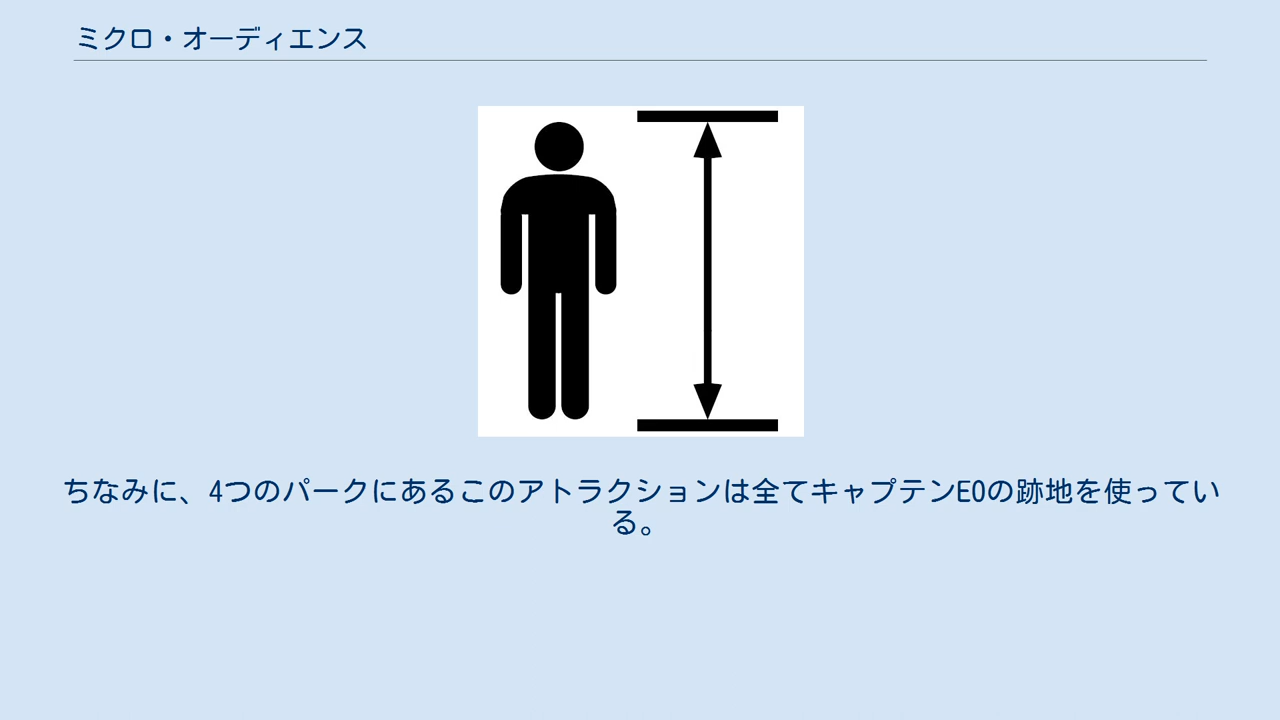 ミクロ・オーディエンス
ちなみに、4つのパークにあるこのアトラクションは全てキャプテンEOの跡地を使ってい
る。